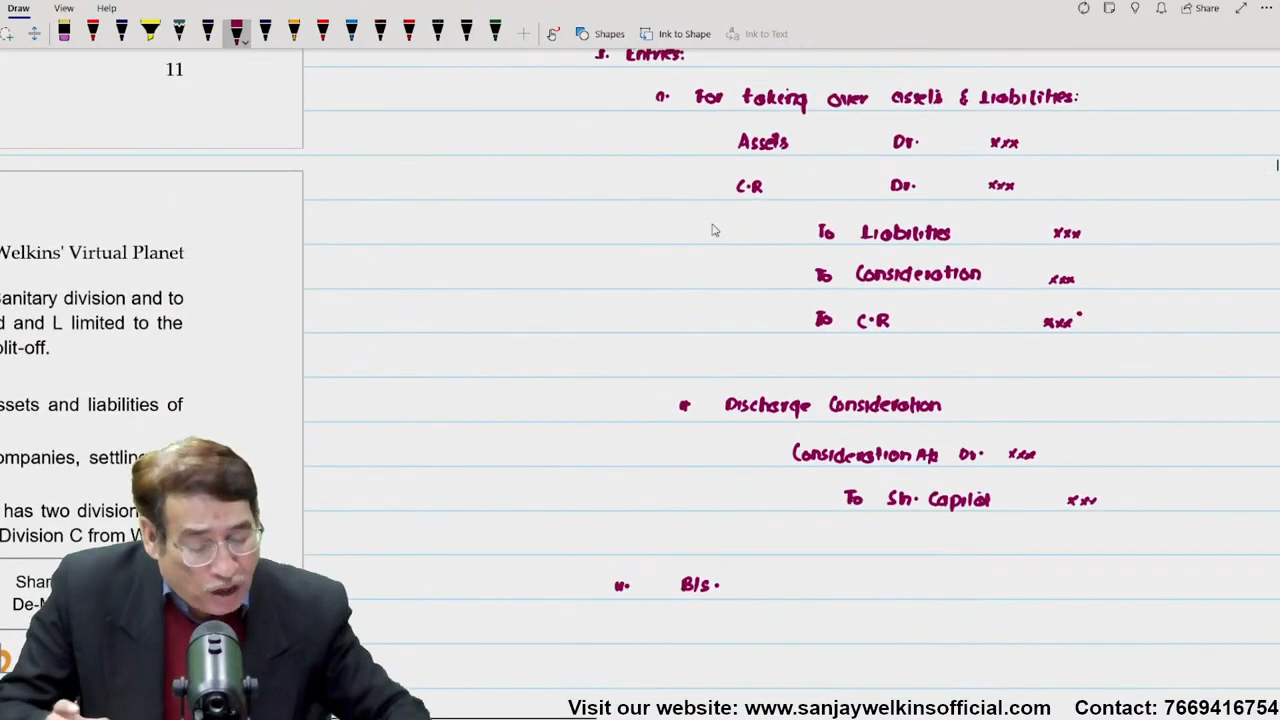 Draw View Help
Shapes Ink to Shape Ink to Text Share
11
Welkins' Virtual Planet
Sanitary division and to
d and L limited to the
lit-off.
ssets and liabilities of
ompanies, settlin
has two division
Division C from W
Shar
De-M
Entries:
For taking over assets & Liabilities:
Assets Dr. xxx
C.R Dr. xxx
To Liabilities xxx
To Consideration xxx
To C.R xxx
Discharge Consideration
Consideration A/c Dr. xxx
To Sh. Capital xxx
B/s.
Visit our website: www.sanjaywelkinsofficial.com Contact: 7669416754